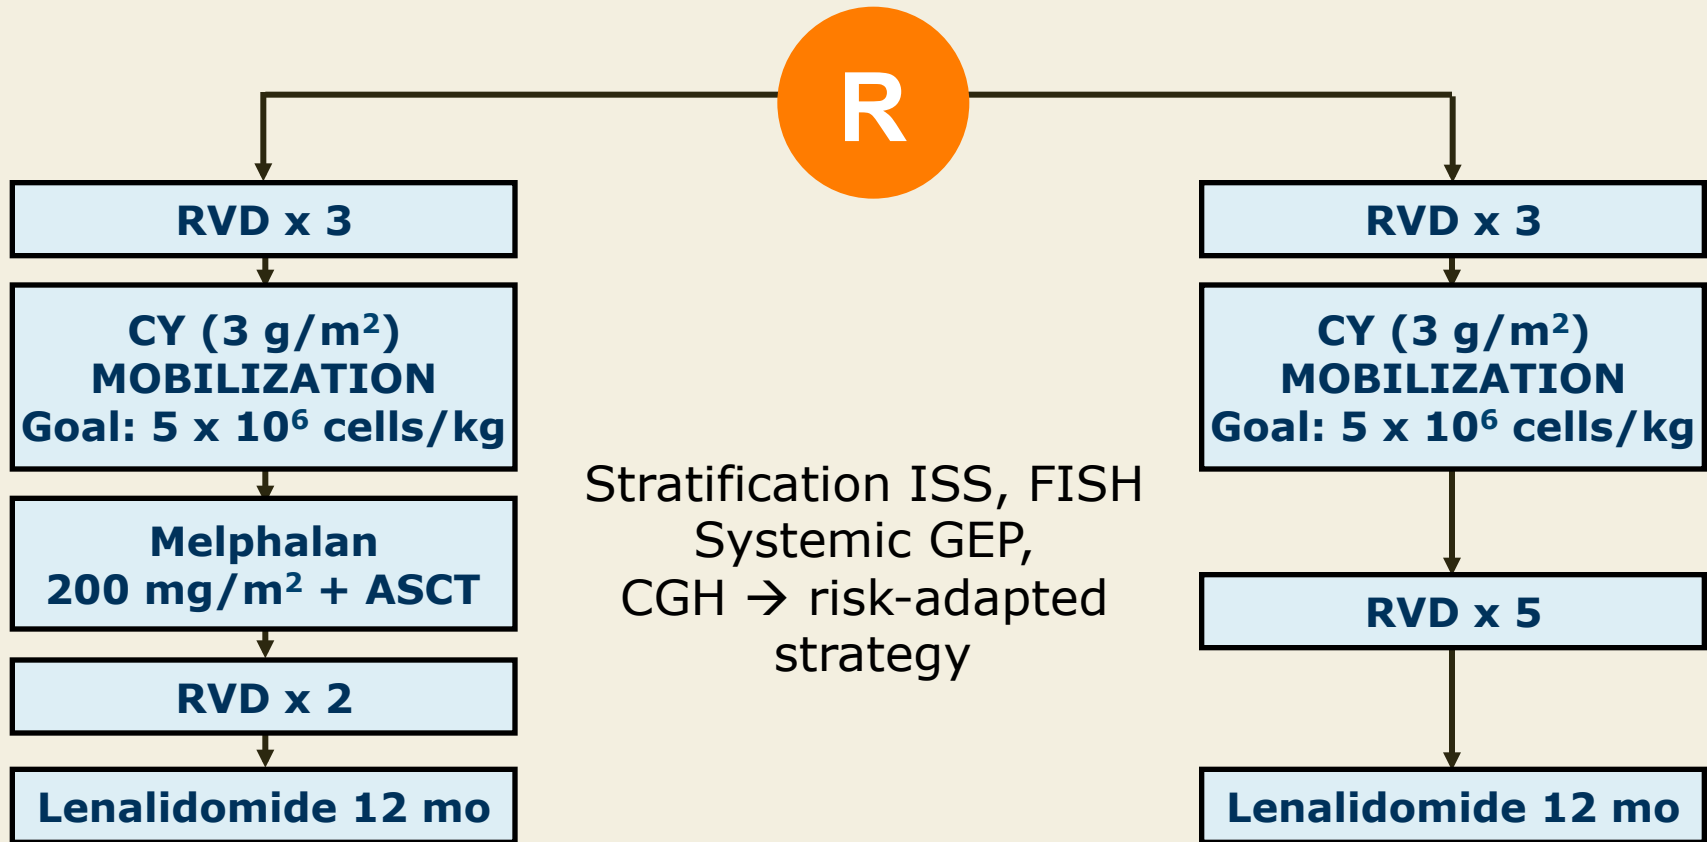 R
RVD x 3
CY (3 g/m²)
MOBILIZATION
Goal: 5 x 10⁶ cells/kg
Melphalan
200 mg/m² + ASCT
RVD x 2
Lenalidomide 12 mo
Stratification ISS, FISH
Systemic GEP,
CGH → risk-adapted
strategy
RVD x 3
CY (3 g/m²)
MOBILIZATION
Goal: 5 x 10⁶ cells/kg
RVD x 5
Lenalidomide 12 mo